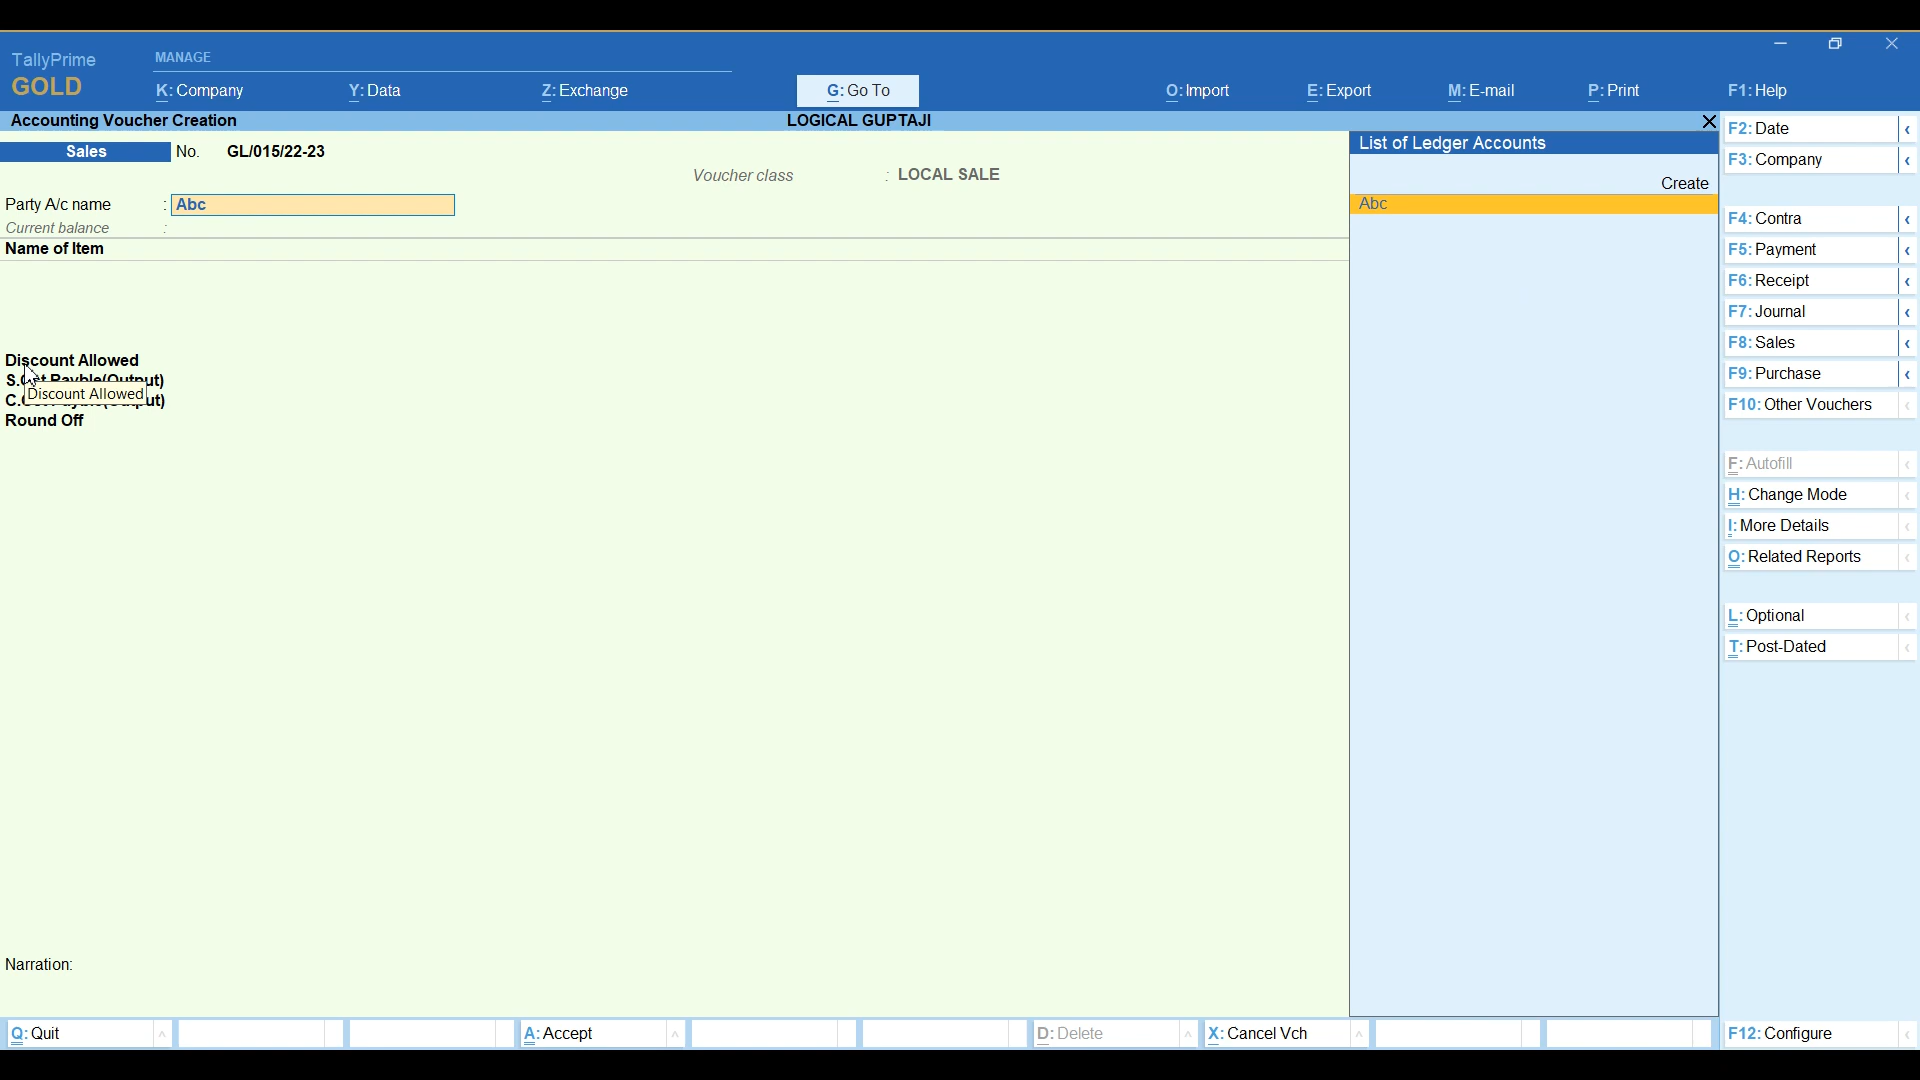 TallyPrime
GOLD
MANAGE
K: Company
Y: Data
Z: Exchange
G: Go To
O: Import
E: Export
M: E-mail
P: Print
F1: Help
Accounting Voucher Creation
LOGICAL GUPTAJI
Sales
No.
GL/015/22-23
Voucher class : LOCAL SALE
Party A/c name : Abc
Current balance :
Name of Item
Discount Allowed
Discount Allowed
Round Off
Narration:
List of Ledger Accounts
Create
Abc
F2: Date
F3: Company
F4: Contra
F5: Payment
F6: Receipt
F7: Journal
F8: Sales
F9: Purchase
F10: Other Vouchers
F: Autofill
H: Change Mode
I: More Details
O: Related Reports
L: Optional
T: Post-Dated
Q: Quit
A: Accept
D: Delete
X: Cancel Vch
F12: Configure